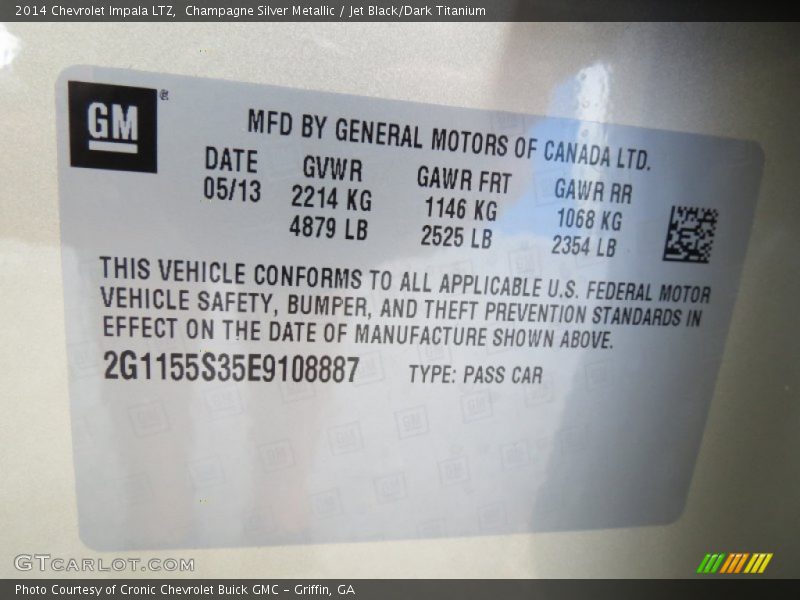 2014 Chevrolet Impala LTZ, Champagne Silver Metallic / Jet Black/Dark Titanium
GM®
MFD BY GENERAL MOTORS OF CANADA LTD.
DATE GVWR GAWR FRT GAWR RR
05/13 2214 KG 1146 KG 1068 KG
4879 LB 2525 LB 2354 LB
THIS VEHICLE CONFORMS TO ALL APPLICABLE U.S. FEDERAL MOTOR
VEHICLE SAFETY, BUMPER, AND THEFT PREVENTION STANDARDS IN
EFFECT ON THE DATE OF MANUFACTURE SHOWN ABOVE.
2G1155S35E9108887 TYPE: PASS CAR
GTCARLOT.COM
Photo Courtesy of Cronic Chevrolet Buick GMC – Griffin, GA